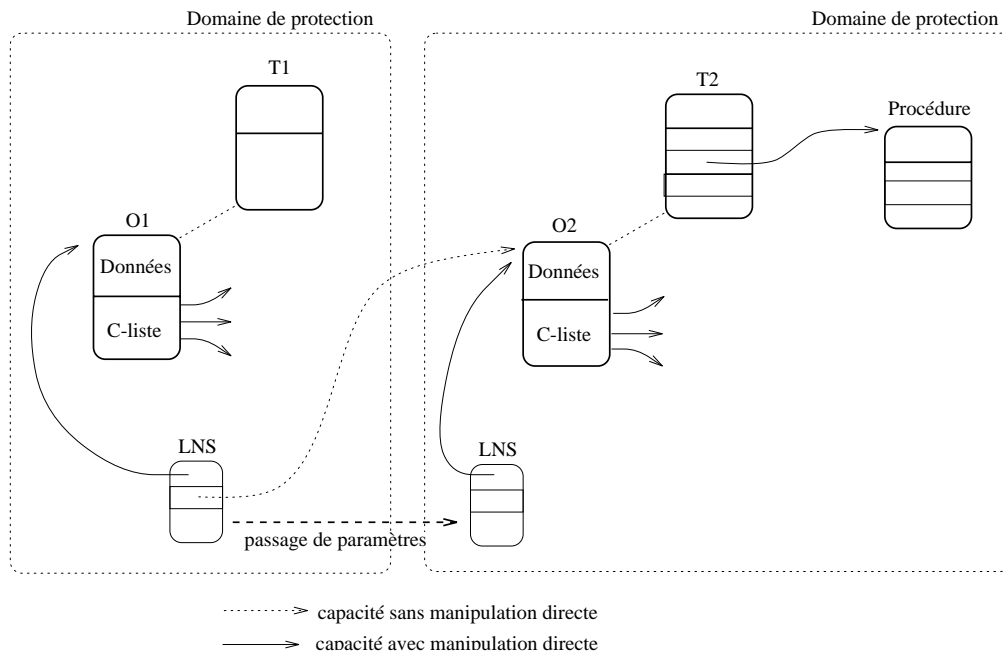 Domaine de protection
Domaine de protection
T1
T2
Procédure
O1
O2
Données
Données
C-liste
C-liste
LNS
LNS
passage de paramètres
capacité sans manipulation directe
capacité avec manipulation directe